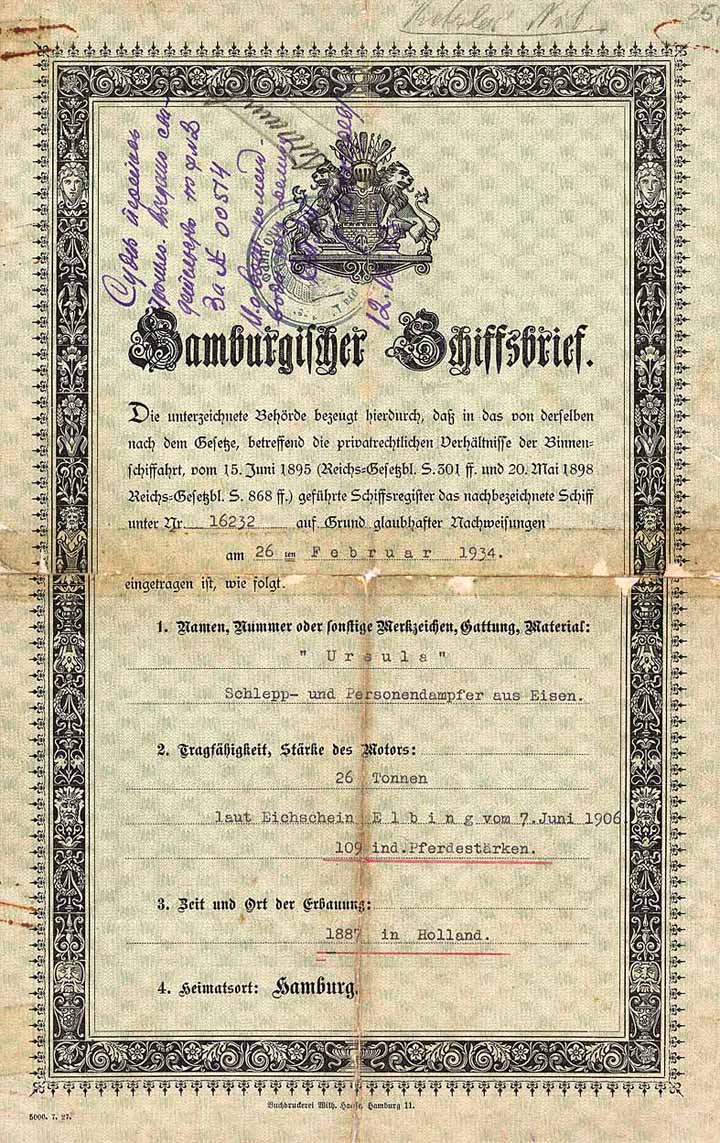 25
за № 00514
Hamburgischer Schiffsbrief.
Die unterzeichnete Behörde bezeugt hierdurch, daß in das von derselben
nach dem Gesetze, betreffend die privatrechtlichen Verhältnisse der Binnen-
schiffahrt, vom 15. Juni 1895 (Reichs-Gesetzbl. S. 301 ff. und 20. Mai 1898
Reichs-Gesetzbl. S. 868 ff.) geführte Schiffsregister das nachbezeichnete Schiff
unter Nr. 16232 auf Grund glaubhafter Nachweisungen
am 26 ten Februar 1934.
eingetragen ist, wie folgt.
1. Namen, Nummer oder sonstige Merkzeichen, Gattung, Material:
"Ursula"
Schlepp- und Personendampfer aus Eisen.
2. Tragfähigkeit, Stärke des Motors:
26 Tonnen
laut Eichschein Elbing vom 7.Juni 1906.
109 ind.Pferdestärken.
3. Zeit und Ort der Erbauung:
1887 in Holland.
4. Heimatsort: Hamburg.
Buchdruckerei Wilh. Hamburg 11.
5000. 7. 27.